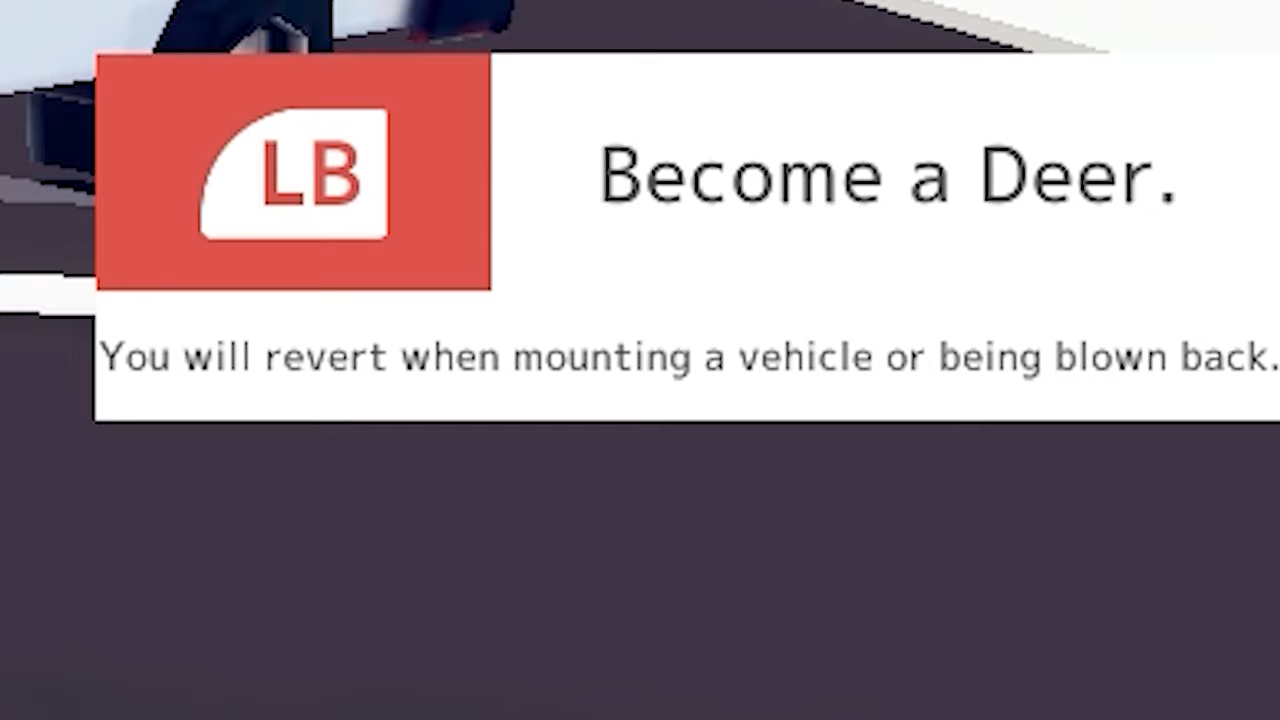 LB
Become a Deer.
You will revert when mounting a vehicle or being blown back.